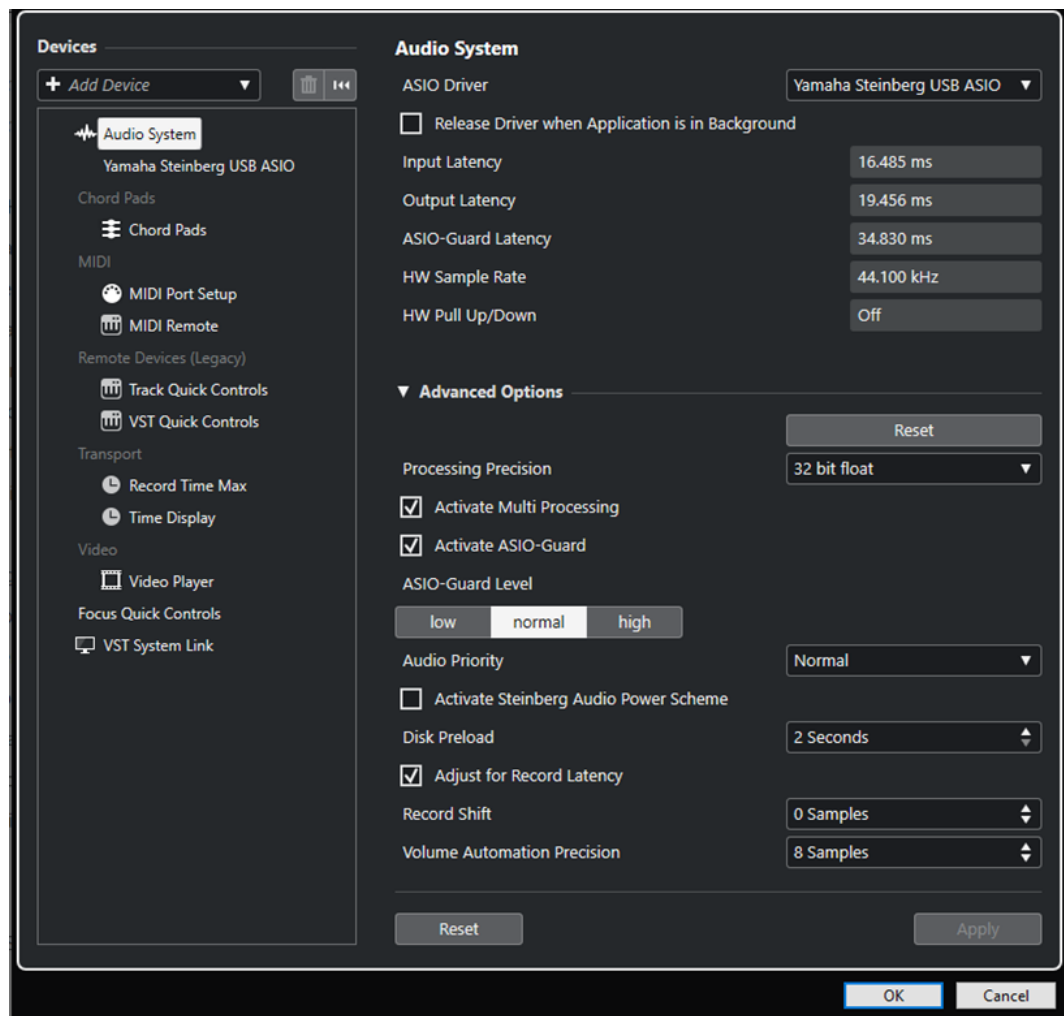 Devices
Add Device
Audio System
Yamaha Steinberg USB ASIO
Chord Pads
Chord Pads
MIDI
MIDI Port Setup
MIDI Remote
Remote Devices (Legacy)
Track Quick Controls
VST Quick Controls
Transport
Record Time Max
Time Display
Video
Video Player
Focus Quick Controls
VST System Link
Audio System
ASIO Driver Yamaha Steinberg USB ASIO
Release Driver when Application is in Background
Input Latency 16.485 ms
Output Latency 19.456 ms
ASIO-Guard Latency 34.830 ms
HW Sample Rate 44.100 kHz
HW Pull Up/Down Off
Advanced Options
Reset
Processing Precision 32 bit float
Activate Multi Processing
Activate ASIO-Guard
ASIO-Guard Level
low normal high
Audio Priority Normal
Activate Steinberg Audio Power Scheme
Disk Preload 2 Seconds
Adjust for Record Latency
Record Shift 0 Samples
Volume Automation Precision 8 Samples
Reset Apply
OK Cancel